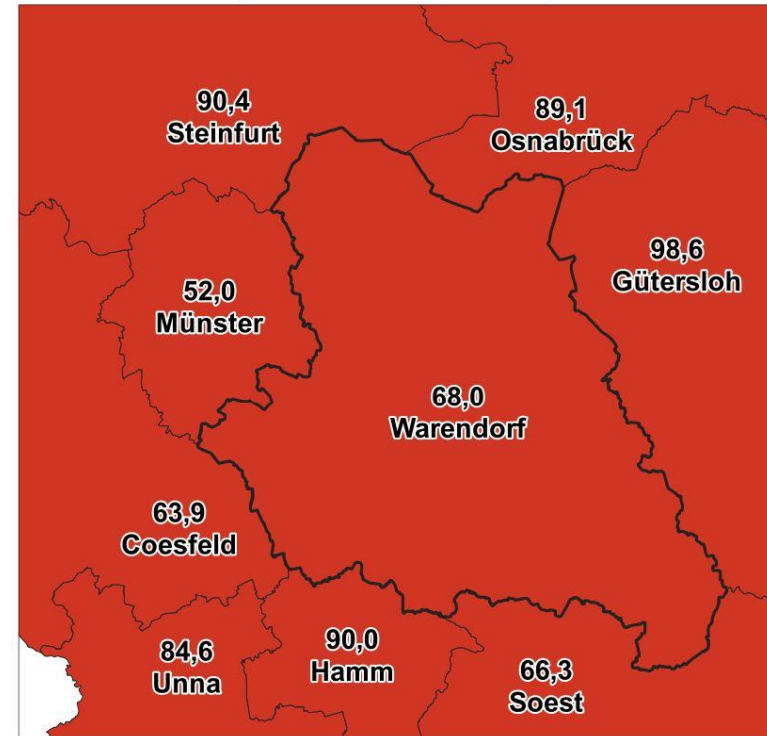 90,4
Steinfurt
89,1
Osnabrück
98,6
Gütersloh
52,0
Münster
68,0
Warendorf
63,9
Coesfeld
84,6
Unna
90,0
Hamm
66,3
Soest